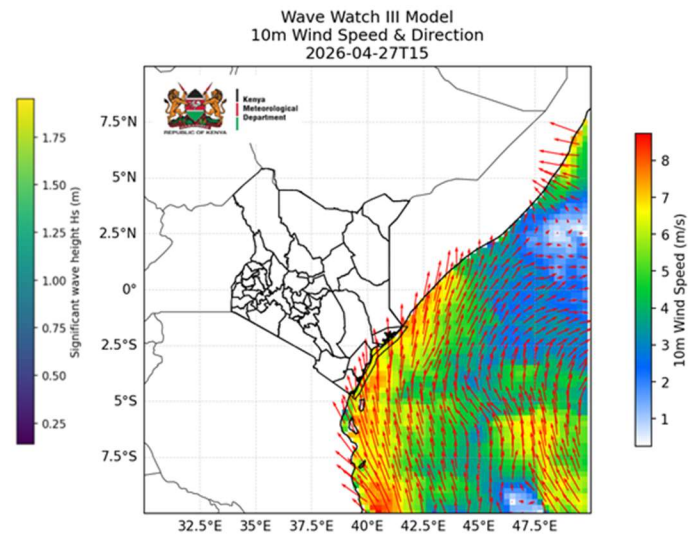 Wave Watch III Model
10m Wind Speed & Direction
2026-04-27T15
Kenya
Meteorological
Department
REPUBLIC OF KENYA
7.5°N
5°N
2.5°N
0°
2.5°S
5°S
7.5°S
32.5°E
35°E
37.5°E
40°E
42.5°E
45°E
47.5°E
1.75
1.50
1.25
1.00
0.75
0.50
0.25
Significant wave height Hs (m)
8
7
6
5
4
3
2
1
10m Wind Speed (m/s)